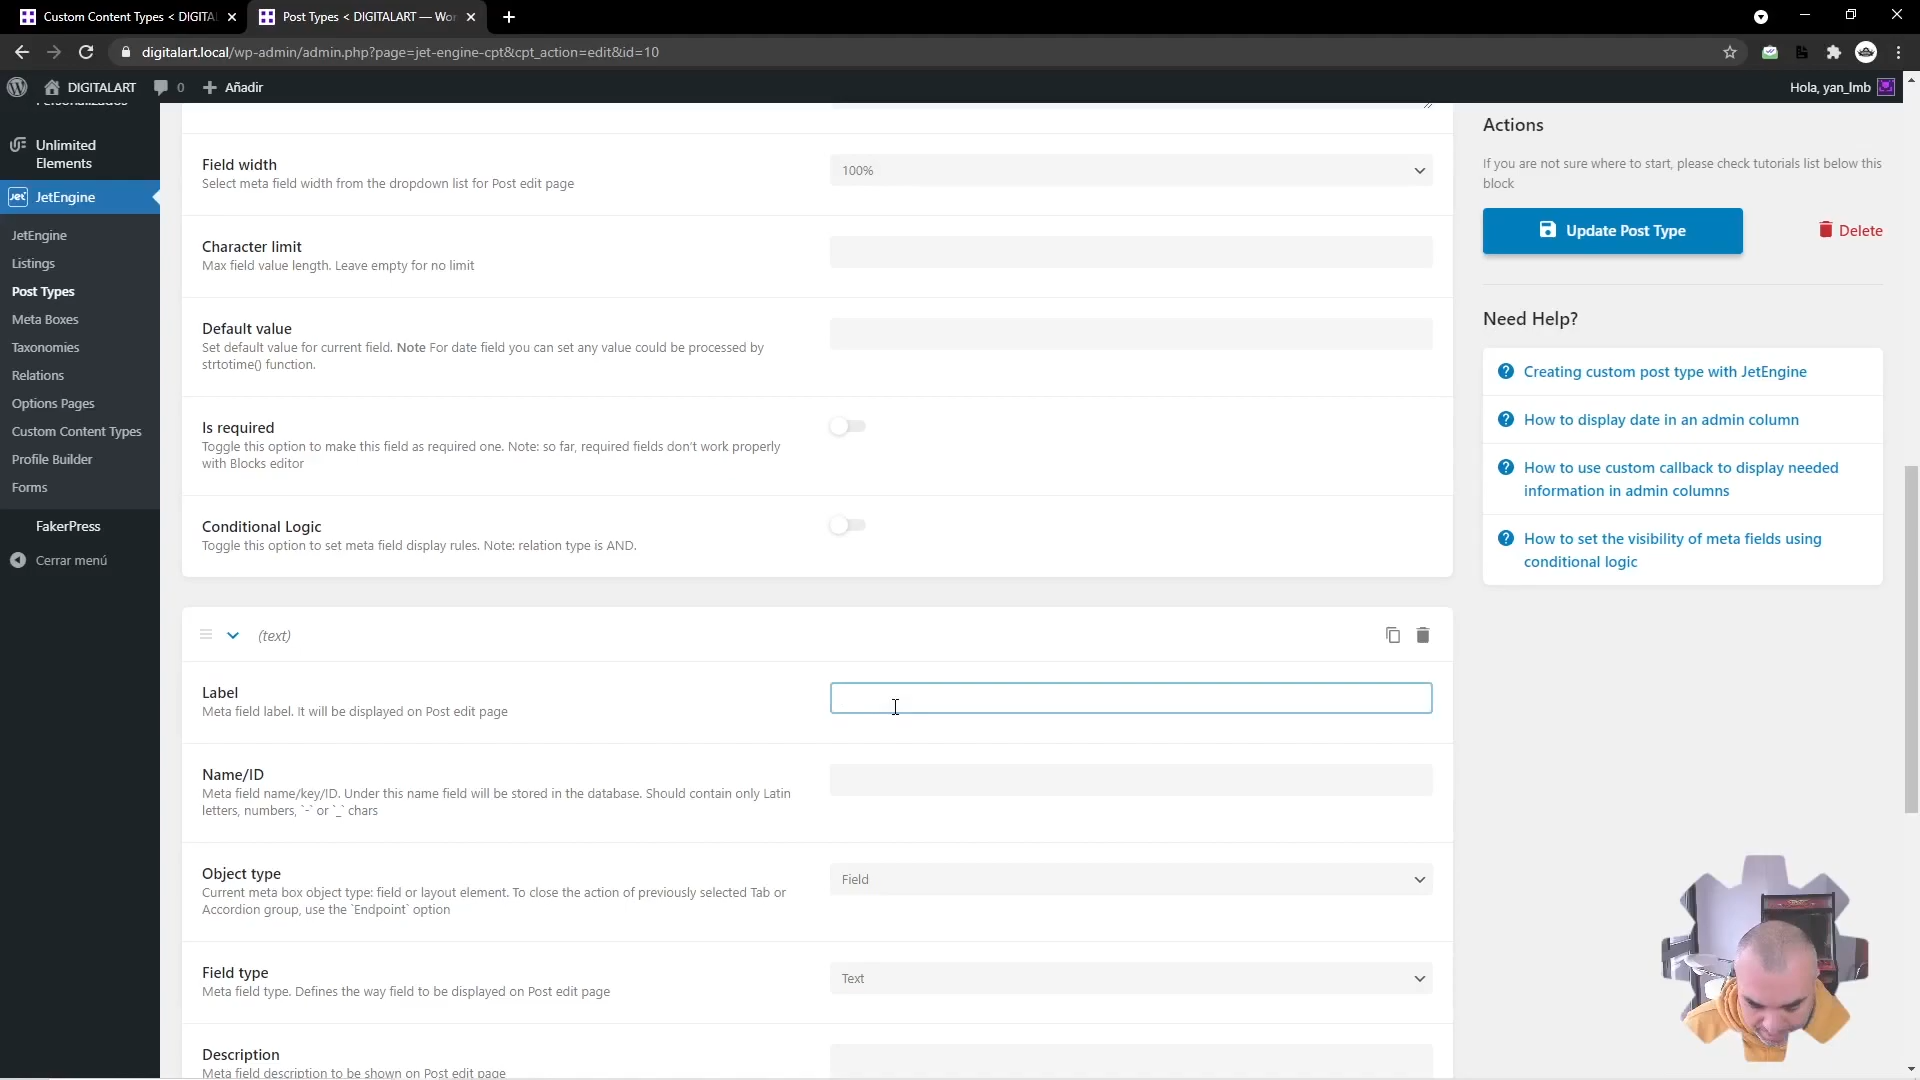 Custom Content Types < DIGITAL
Post Types < DIGITALART — Wor
digitalart.local/wp-admin/admin.php?page=jet-engine-cpt&cpt_action=edit&id=10
DIGITALART
0
Añadir
Hola, yan_lmb
Personalizados
Unlimited
Elements
Jet
JetEngine
JetEngine
Listings
Post Types
Meta Boxes
Taxonomies
Relations
Options Pages
Custom Content Types
Profile Builder
Forms
FakerPress
Cerrar menú
Field width
Select meta field width from the dropdown list for Post edit page
100%
Character limit
Max field value length. Leave empty for no limit
Default value
Set default value for current field. Note For date field you can set any value could be processed by
strtotime() function.
Is required
Toggle this option to make this field as required one. Note: so far, required fields don't work properly
with Blocks editor
Conditional Logic
Toggle this option to set meta field display rules. Note: relation type is AND.
(text)
Label
Meta field label. It will be displayed on Post edit page
Name/ID
Meta field name/key/ID. Under this name field will be stored in the database. Should contain only Latin
letters, numbers, `-` or `_` chars
Object type
Current meta box object type: field or layout element. To close the action of previously selected Tab or
Accordion group, use the `Endpoint` option
Field
Field type
Meta field type. Defines the way field to be displayed on Post edit page
Text
Description
Meta field description to be shown on Post edit page
Actions
If you are not sure where to start, please check tutorials list below this
block
Update Post Type
Delete
Need Help?
Creating custom post type with JetEngine
How to display date in an admin column
How to use custom callback to display needed
information in admin columns
How to set the visibility of meta fields using
conditional logic